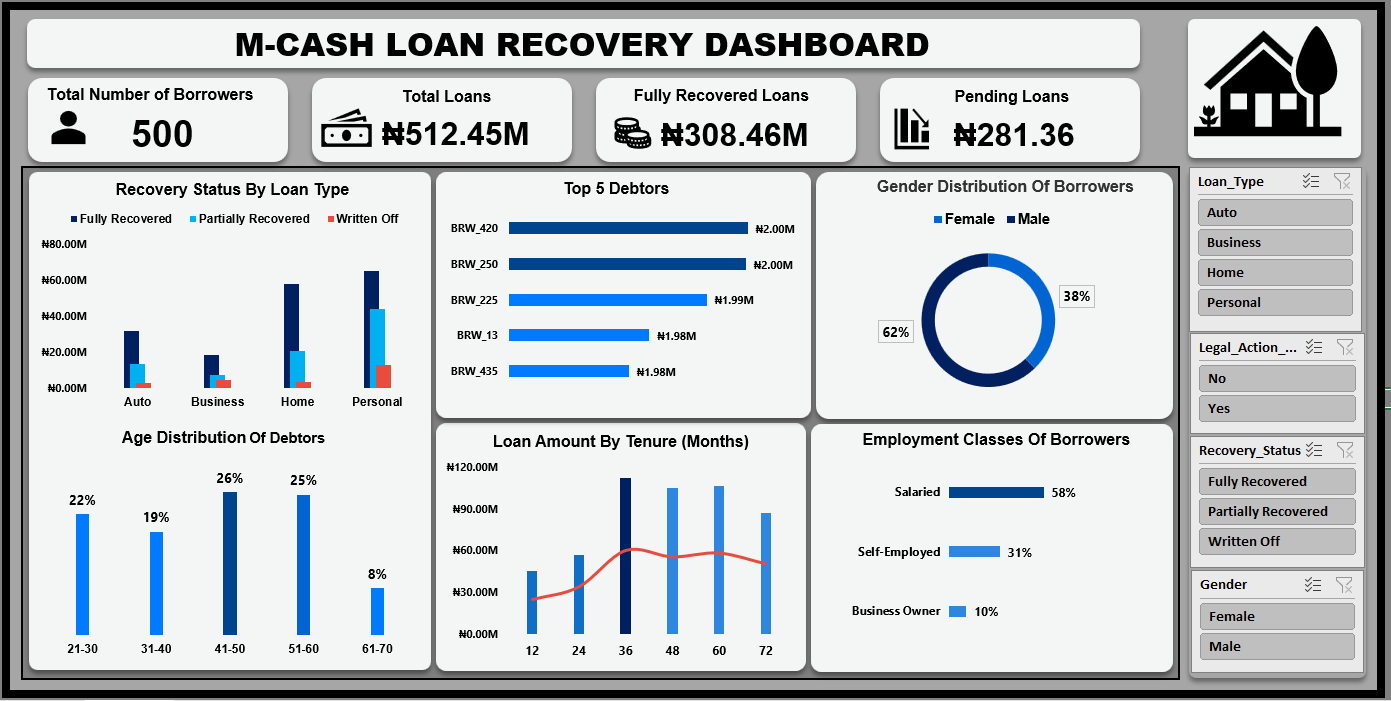 M-CASH LOAN RECOVERY DASHBOARD
Total Number of Borrowers
500
Total Loans
₦512.45M
Fully Recovered Loans
₦308.46M
Pending Loans
₦281.36
Recovery Status By Loan Type
Fully Recovered Partially Recovered Written Off
₦80.00M
₦60.00M
₦40.00M
₦20.00M
₦0.00M
Auto Business Home Personal
Top 5 Debtors
BRW_420 ₦2.00M
BRW_250 ₦2.00M
BRW_225 ₦1.99M
BRW_13 ₦1.98M
BRW_435 ₦1.98M
Gender Distribution Of Borrowers
Female Male
38%
62%
Age Distribution Of Debtors
22% 19% 26% 25% 8%
21-30 31-40 41-50 51-60 61-70
Loan Amount By Tenure (Months)
₦120.00M
₦90.00M
₦60.00M
₦30.00M
₦0.00M
12 24 36 48 60 72
Employment Classes Of Borrowers
Salaried 58%
Self-Employed 31%
Business Owner 10%
Loan_Type
Auto
Business
Home
Personal
Legal_Action_...
No
Yes
Recovery_Status
Fully Recovered
Partially Recovered
Written Off
Gender
Female
Male